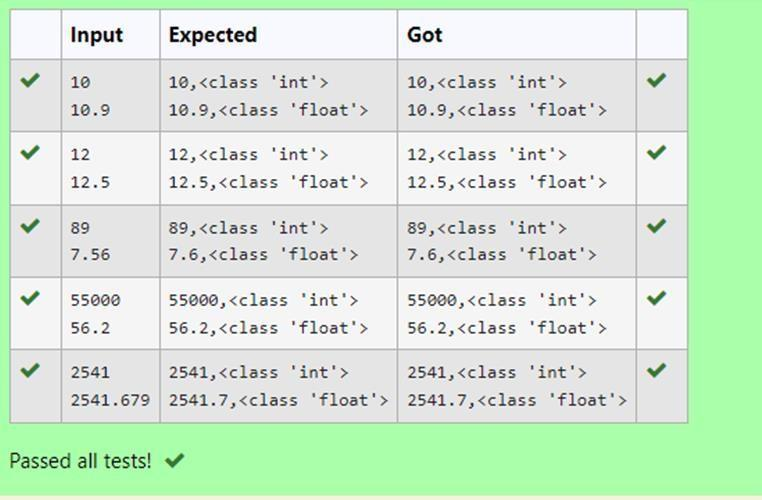 Input Expected Got
10 10,<class 'int'> 10,<class 'int'>
10.9 10.9,<class 'float'> 10.9,<class 'float'>
12 12,<class 'int'> 12,<class 'int'>
12.5 12.5,<class 'float'> 12.5,<class 'float'>
89 89,<class 'int'> 89,<class 'int'>
7.56 7.6,<class 'float'> 7.6,<class 'float'>
55000 55000,<class 'int'> 55000,<class 'int'>
56.2 56.2,<class 'float'> 56.2,<class 'float'>
2541 2541,<class 'int'> 2541,<class 'int'>
2541.679 2541.7,<class 'float'> 2541.7,<class 'float'>
Passed all tests!